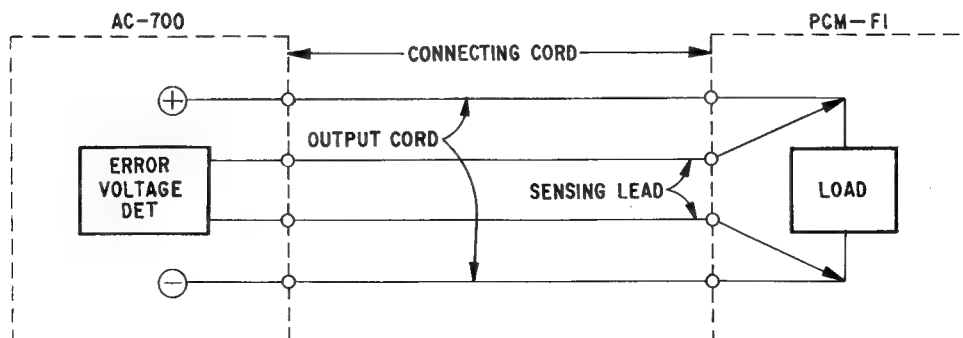 AC-700
PCM-F1
CONNECTING CORD
+
OUTPUT CORD
ERROR
VOLTAGE
DET
SENSING LEAD
LOAD
−